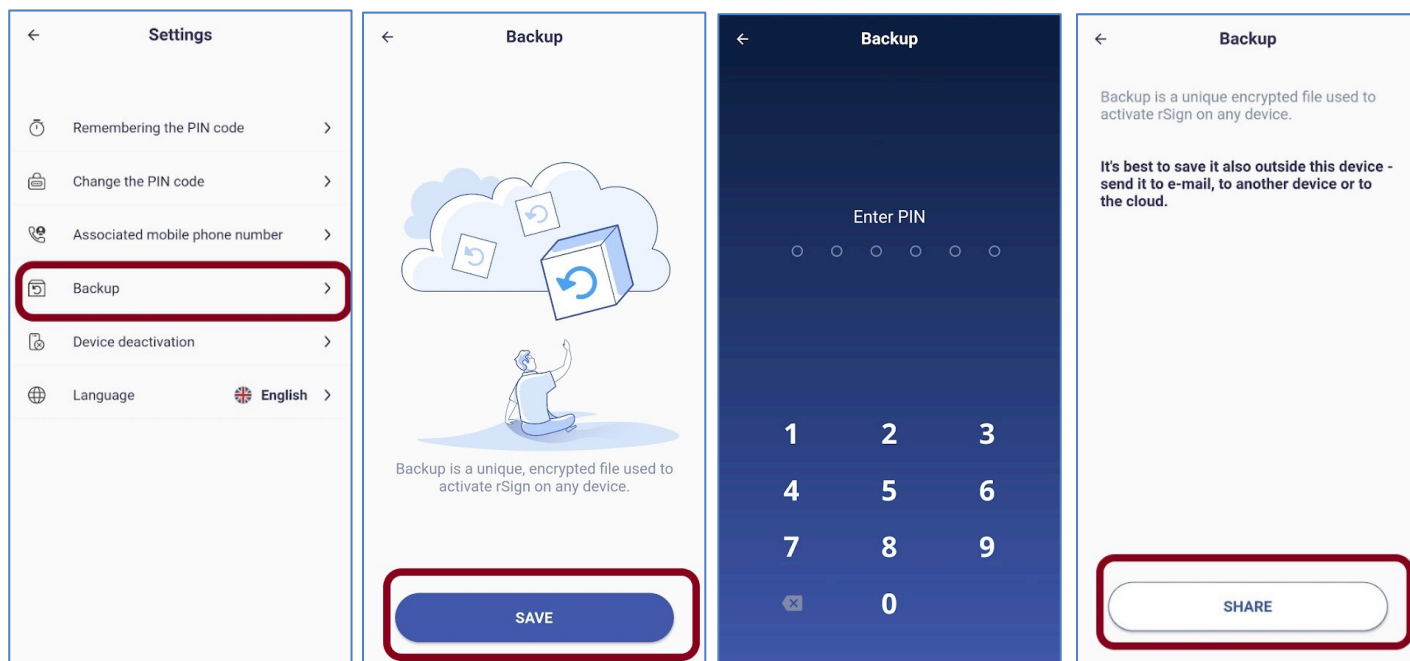 Settings
Remembering the PIN code
Change the PIN code
Associated mobile phone number
Backup
Device deactivation
Language English
Backup
Backup is a unique, encrypted file used to
activate rSign on any device.
SAVE
Backup
Enter PIN
1 2 3
4 5 6
7 8 9
0
Backup
Backup is a unique encrypted file used to
activate rSign on any device.
It's best to save it also outside this device -
send it to e-mail, to another device or to
the cloud.
SHARE